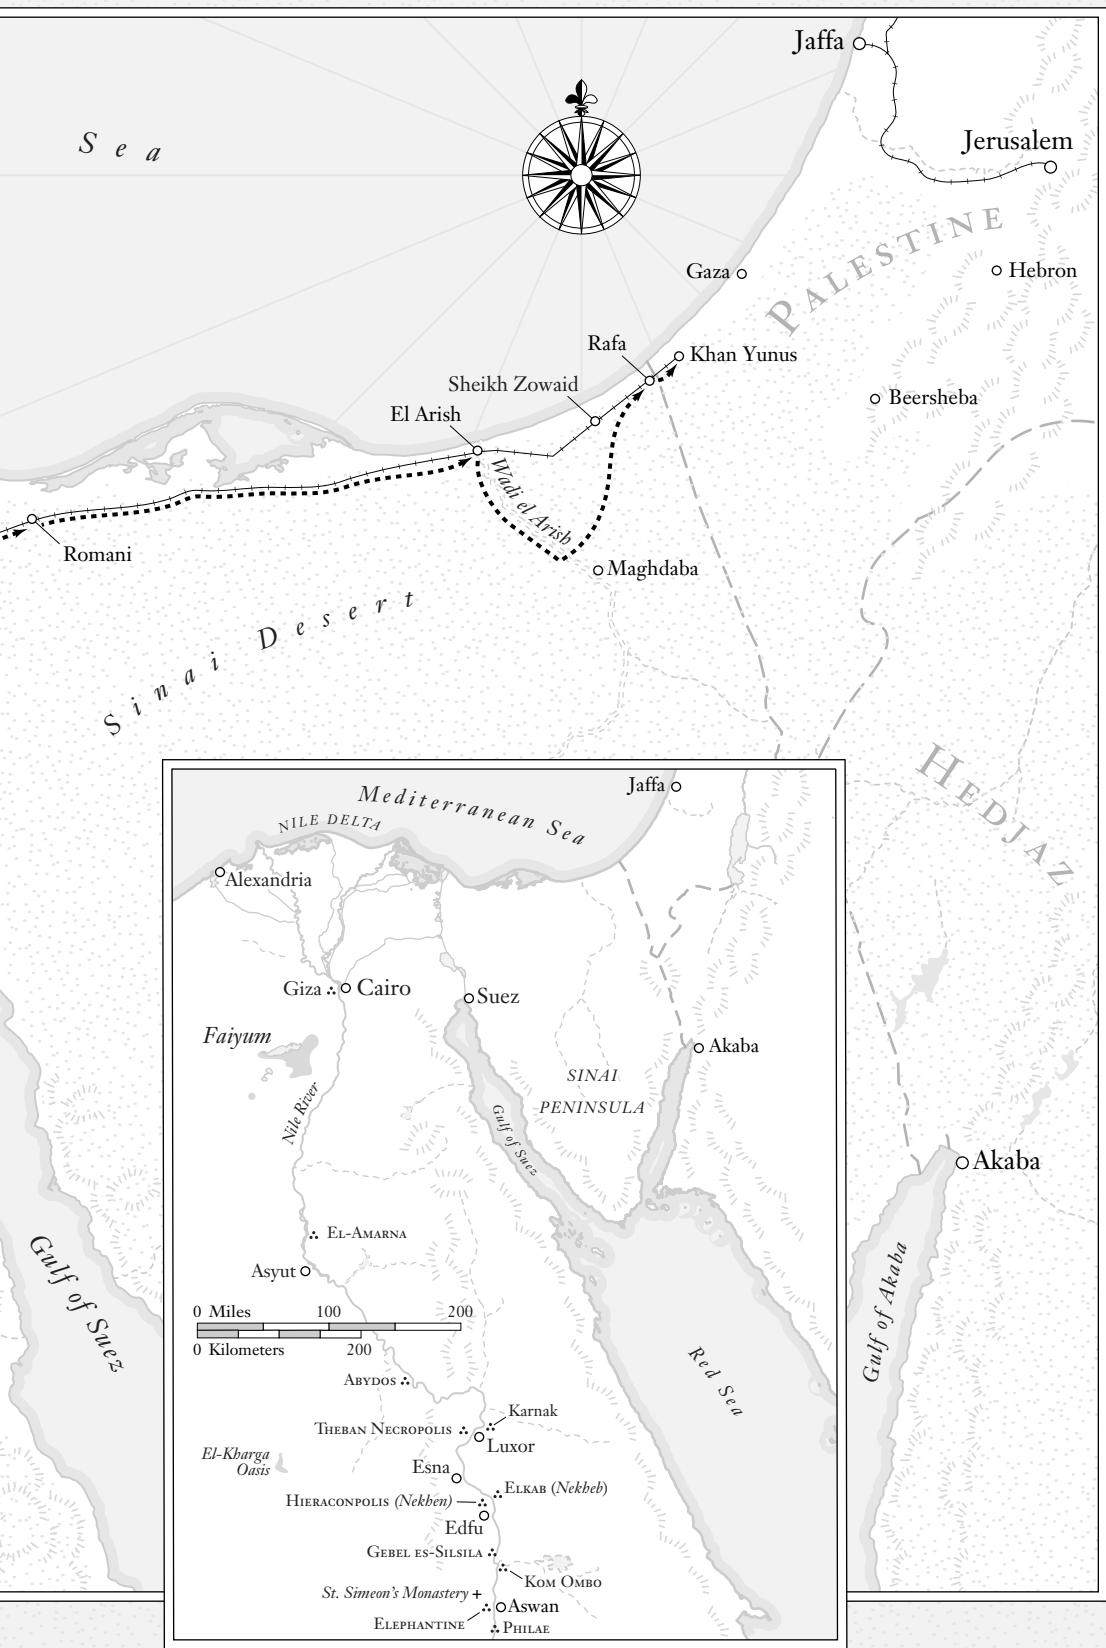 Jaffa
Sea
Jerusalem
PALESTINE
Gaza
Hebron
Rafa
Khan Yunus
Sheikh Zowaid
Beersheba
El Arish
Wadi el Arish
Romani
Maghdaba
Sinai Desert
HEDJAZ
Akaba
Gulf of Suez
Gulf of Akaba
Mediterranean Sea
Jaffa
NILE DELTA
Alexandria
Giza
Cairo
Suez
Faiyum
Akaba
SINAI
PENINSULA
Nile River
Gulf of Suez
EL-AMARNA
Asyut
0 Miles 100 200
0 Kilometers 200
Red Sea
ABYDOS
Karnak
THEBAN NECROPOLIS
Luxor
El-Kharga
Oasis
Esna
ELKAB (Nekheb)
HIERACONPOLIS (Nekhen)
Edfu
GEBEL ES-SILSILA
KOM OMBO
St. Simeon's Monastery
Aswan
ELEPHANTINE
PHILAE